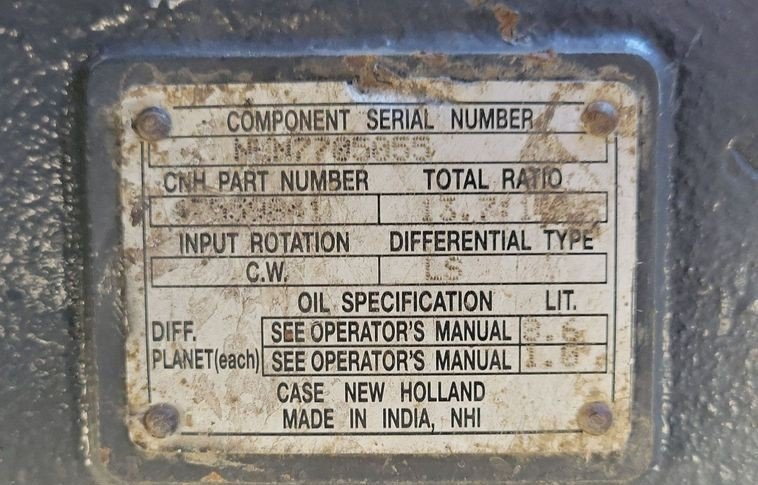 COMPONENT SERIAL NUMBER
CNH PART NUMBER TOTAL RATIO
INPUT ROTATION DIFFERENTIAL TYPE
C.W. LS
OIL SPECIFICATION LIT.
DIFF. SEE OPERATOR'S MANUAL
PLANET(each) SEE OPERATOR'S MANUAL
CASE NEW HOLLAND
MADE IN INDIA, NHI